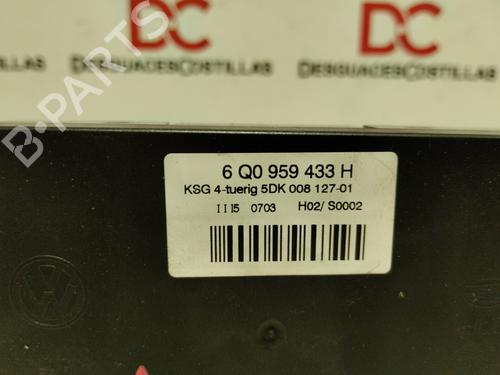 DC
DC
DESGUACES COSTILLAS
DESGUACES COSTILLAS
B-PARTS
6 Q0 959 433 H
KSG 4-tuerig 5DK 008 127-01
I I I5 0703 H02/ S0002